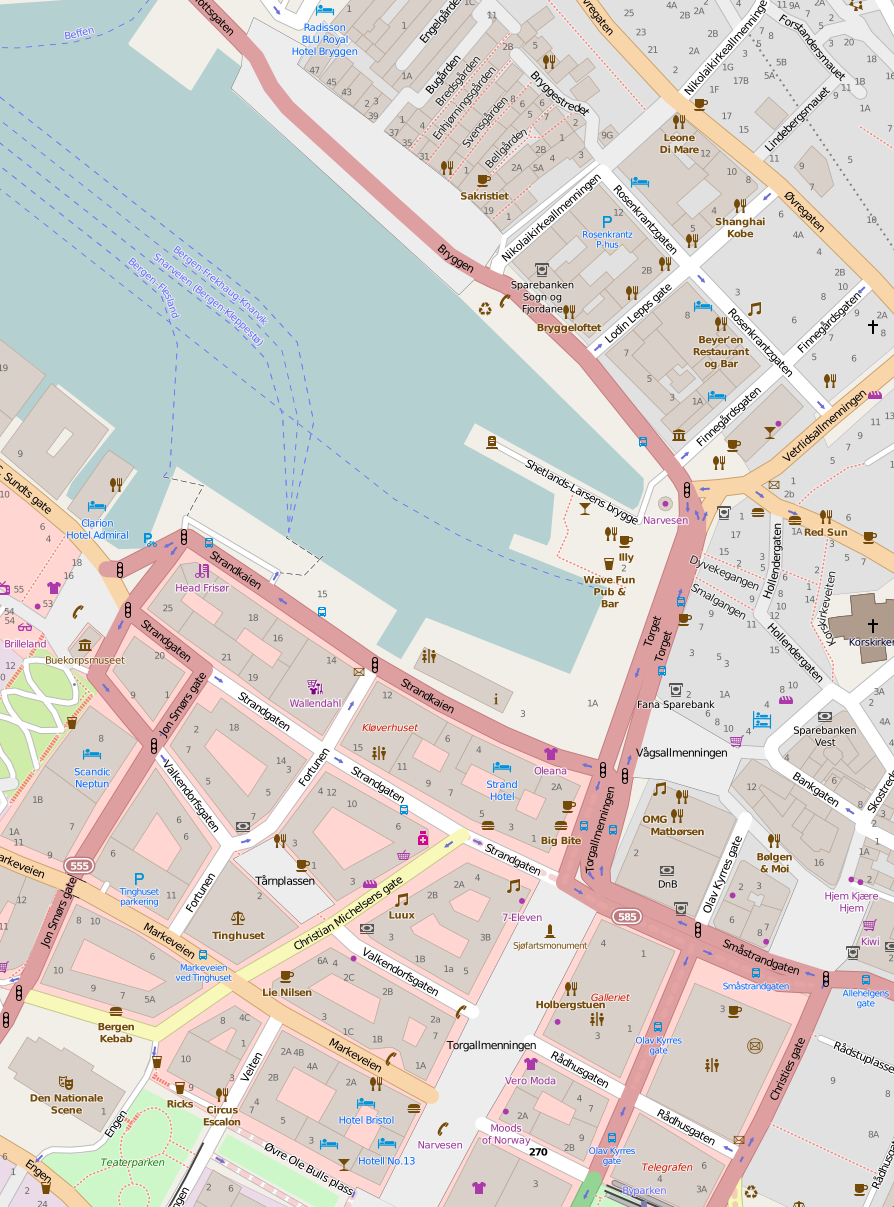 Slottsgaten
Beffen
Radisson
BLU Royal
Hotel Bryggen
Engelgården
Øvregaten
Nikolaikirkeallmenningen
Forstandersmauet
Lindebergsmauet
Bugården
Bredsgården
Enhjørningsgården
Svensgården
Bellgården
Bryggestredet
Leone
Di Mare
Sakristiet
Nikolaikirkeallmenningen
Rosenkrantzgaten
Rosenkrantz
P-hus
Shanghai
Kobe
Øvregaten
Bryggen
Bergen-Frekhaug-Knarvik
Snarveien (Bergen-Kleppestø)
Bergen-Flesland
Sparebanken
Sogn og
Fjordane
Bryggeloftet
Lodin Lepps gate
Beyer'en
Restaurant
og Bar
Rosenkrantzgaten
Finnegårdsgaten
Finnegårdsgaten
Vetrlidsallmenningen
C. Sundts gate
Clarion
Hotel Admiral
Shetlands-Larsens brygge
Narvesen
Red Sun
Illy
Wave Fun
Pub &
Bar
Dyvekegangen
Smalgangen
Hollendergaten
Korskirkeveiten
Hollendergaten
Korskirken
Head Frisør
Strandkaien
Brilleland
Buekorpsmuseet
Strandgaten
Jon Smørs gate
Wallendahl
Strandkaien
Torget
Torget
Fana Sparebank
Vågsallmenningen
Sparebanken
Vest
Bankgaten
Skostredet
Strandgaten
Kløverhuset
Fortunen
Strandgaten
Oleana
Strand
Hotel
Scandic
Neptun
Valkendorfsgaten
Big Bite
Torgallmenningen
OMG
Matbørsen
Olav Kyrres gate
Bølgen
& Moi
Markeveien
555
Tinghuset
parkering
Fortunen
Tårnplassen
Christian Michelsens gate
Luux
Strandgaten
7-Eleven
DnB
585
Hjem Kjære
Hjem
Kiwi
Jon Smørs gate
Markeveien
Tinghuset
Markeveien
ved Tinghuset
Valkendorfsgaten
Sjøfartsmonument
Småstrandgaten
Småstrandgaten
Allehelgens
gate
Lie Nilsen
Bergen
Kebab
Holbergstuen
Galleriet
Olav Kyrres
gate
Christies gate
Rådstuplassen
Torgallmenningen
Rådhusgaten
Veiten
Markeveien
Vero Moda
Den Nationale
Scene
Ricks
Circus
Escalon
Hotel Bristol
Narvesen
Moods
of Norway
Rådhusgaten
Engen
Teaterparken
Øvre Ole Bulls plass
Hotell No.13
270
Olav Kyrres
gate
Telegrafen
Byparken
Rådhusgaten
Engen